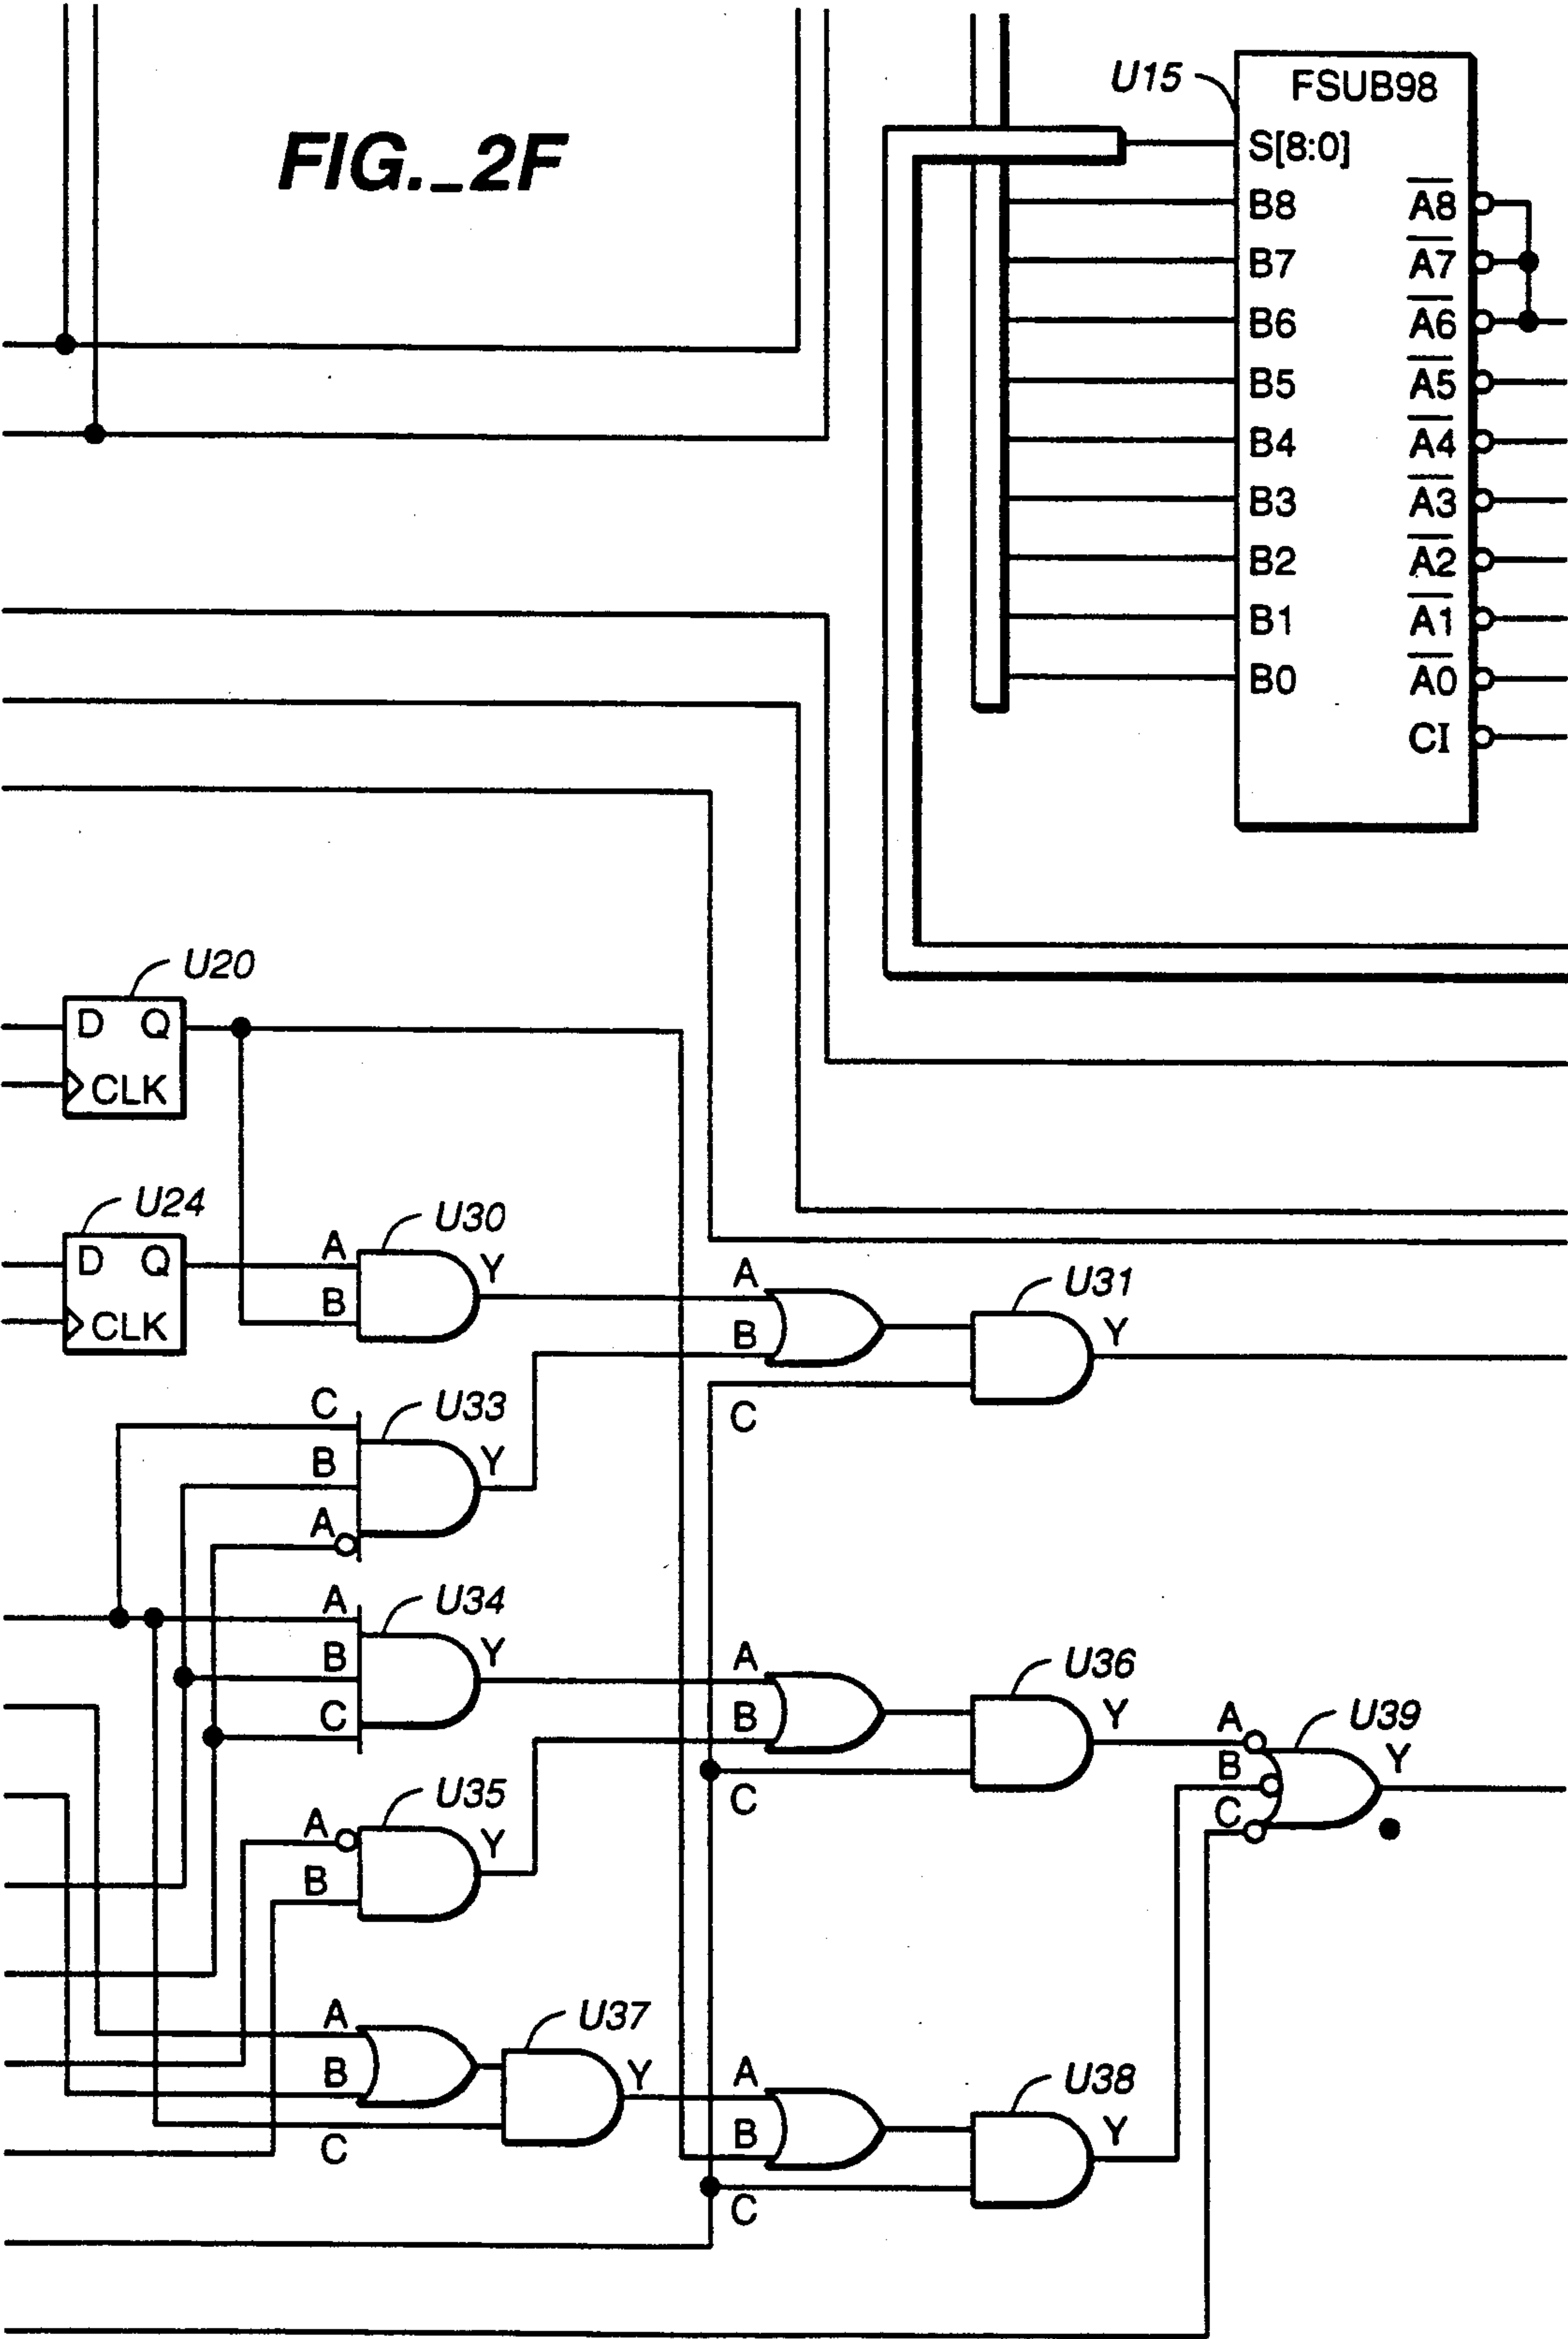 FIG._2F
U15
FSUB98
S[8:0]
B8 A8
B7 A7
B6 A6
B5 A5
B4 A4
B3 A3
B2 A2
B1 A1
B0 A0
CI
U20
D Q
CLK
U24
D Q
CLK
U30
A
B
Y
A
B
C
U31
Y
U33
C
B
A
Y
U34
A
B
C
Y
A
B
C
U36
Y
U35
A
B
Y
U39
A
B
C
Y
U37
A
B
C
Y
A
B
C
U38
Y